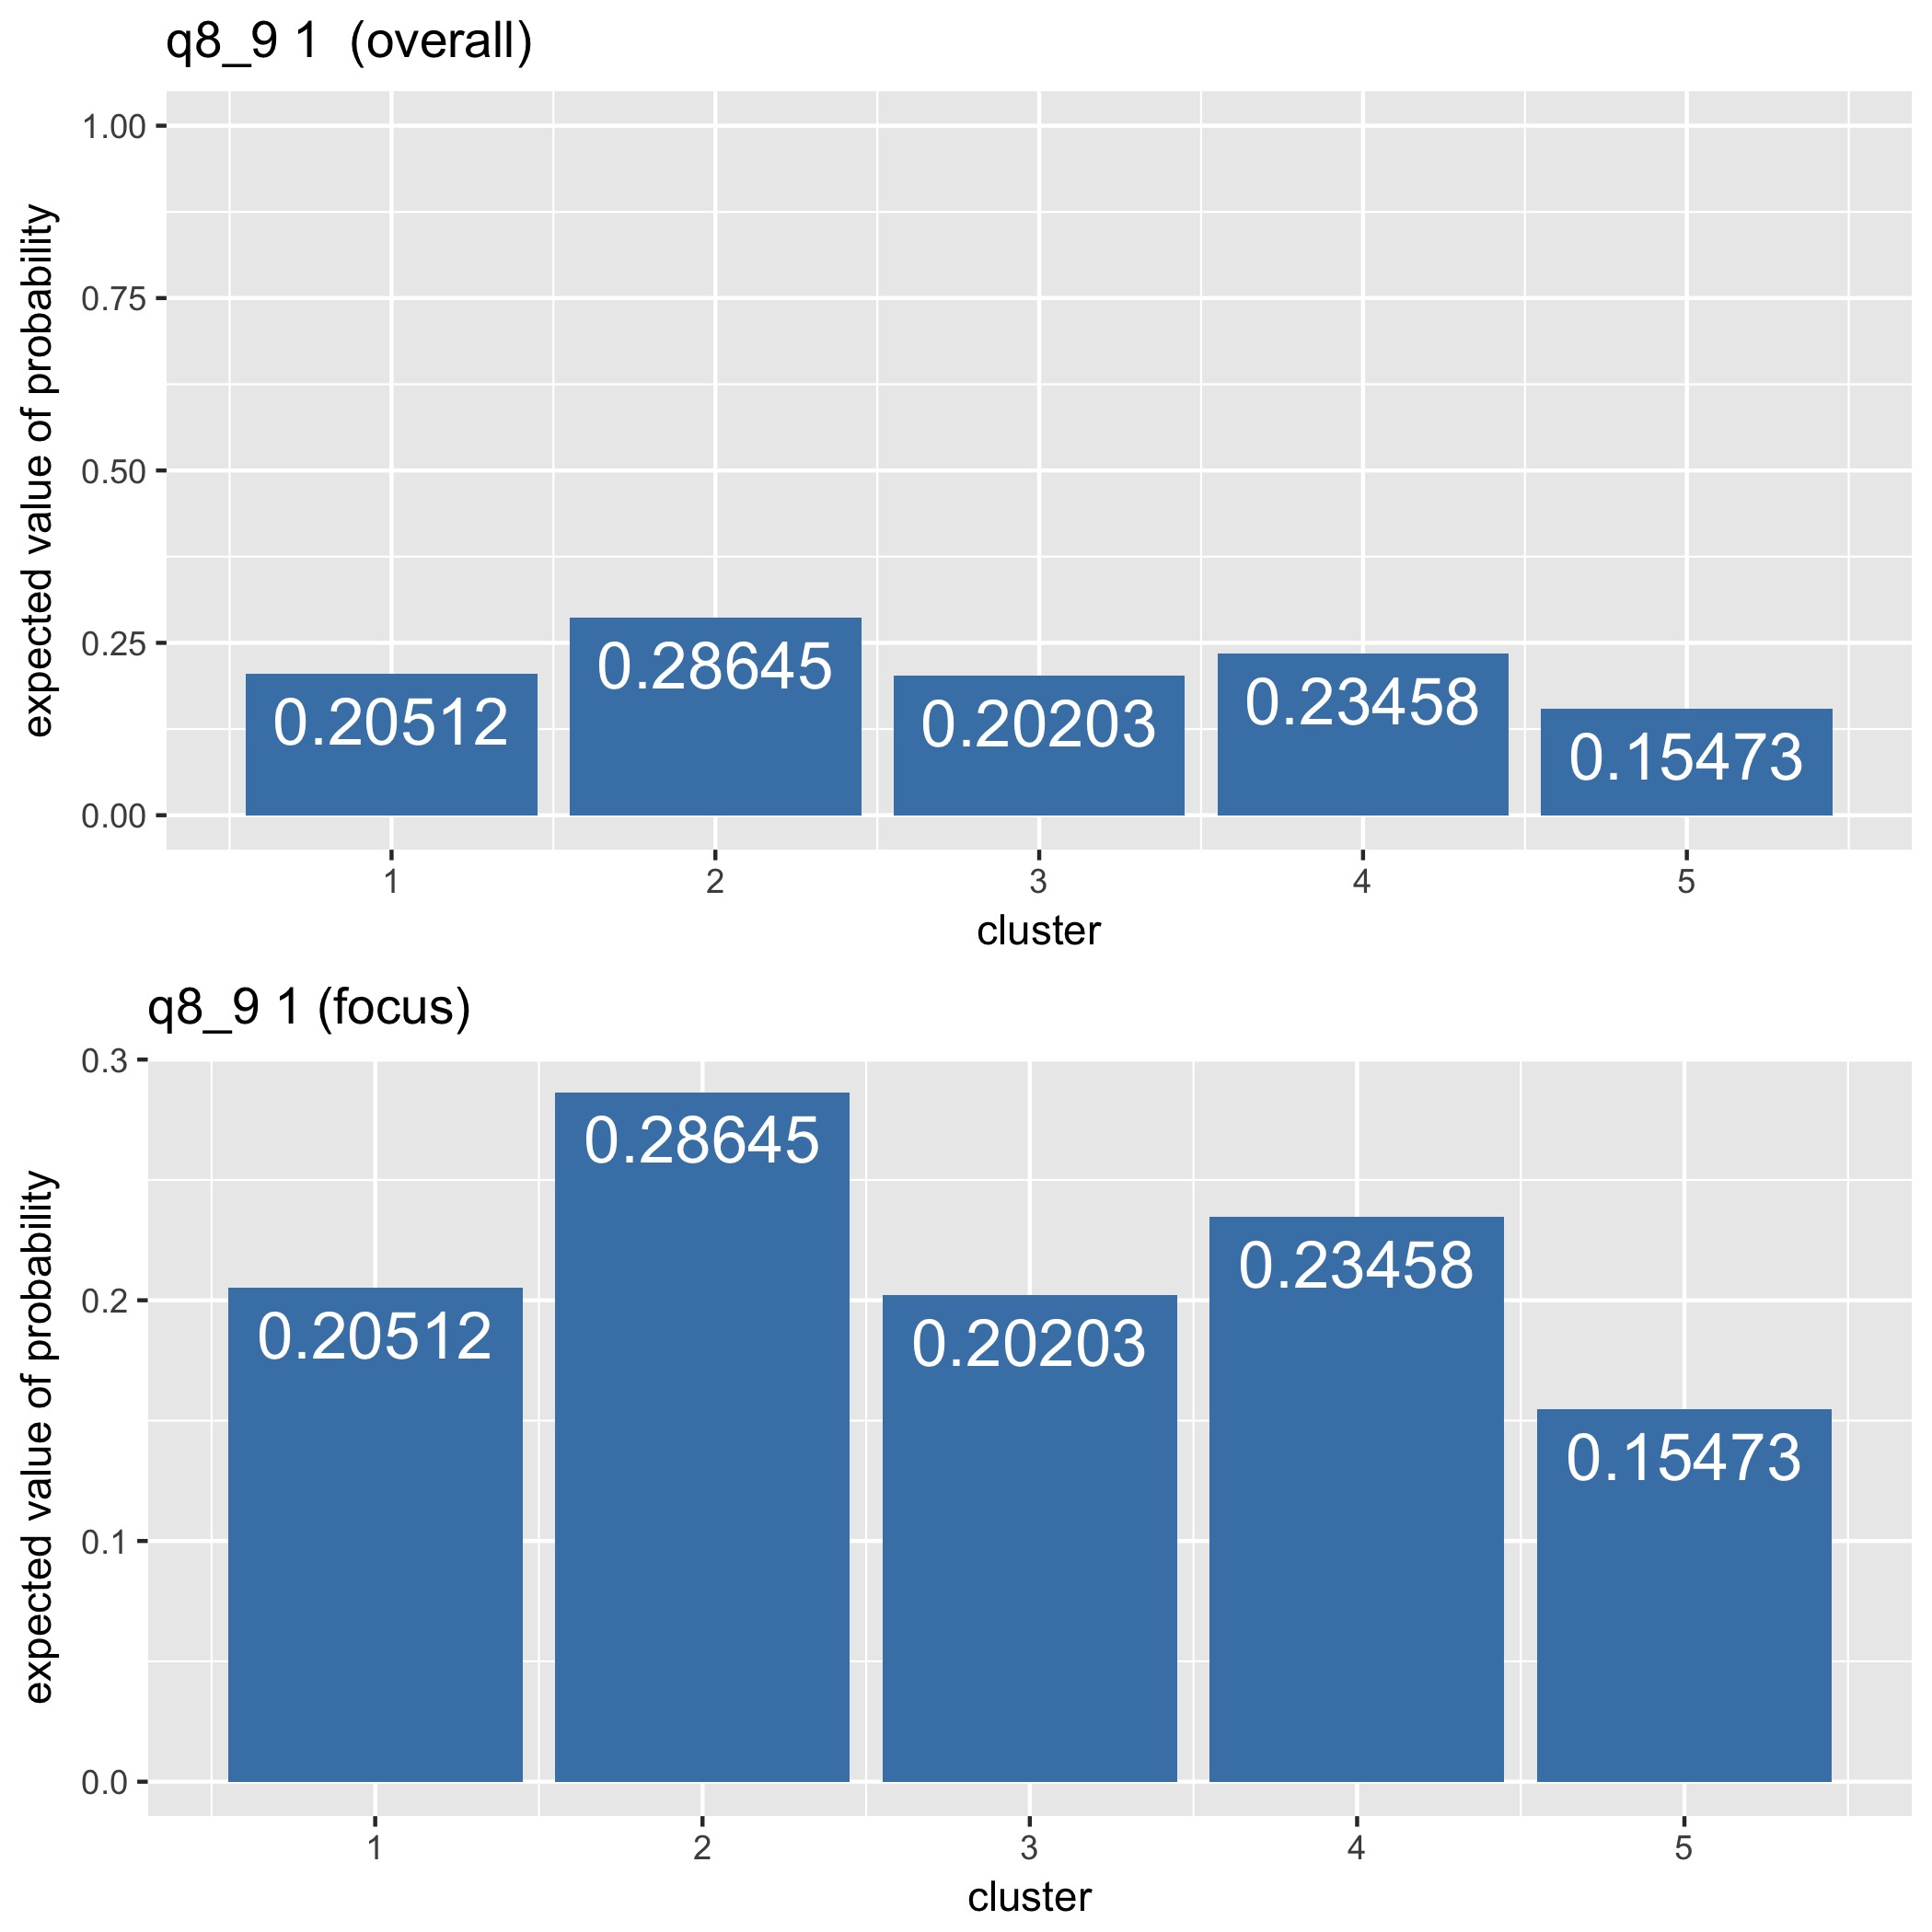 q8_9 1 (overall)
expected value of probability
1.00
0.75
0.50
0.25
0.00
0.20512
0.28645
0.20203
0.23458
0.15473
1 2 3 4 5
cluster
q8_9 1 (focus)
expected value of probability
0.3
0.2
0.1
0.0
0.20512
0.28645
0.20203
0.23458
0.15473
1 2 3 4 5
cluster